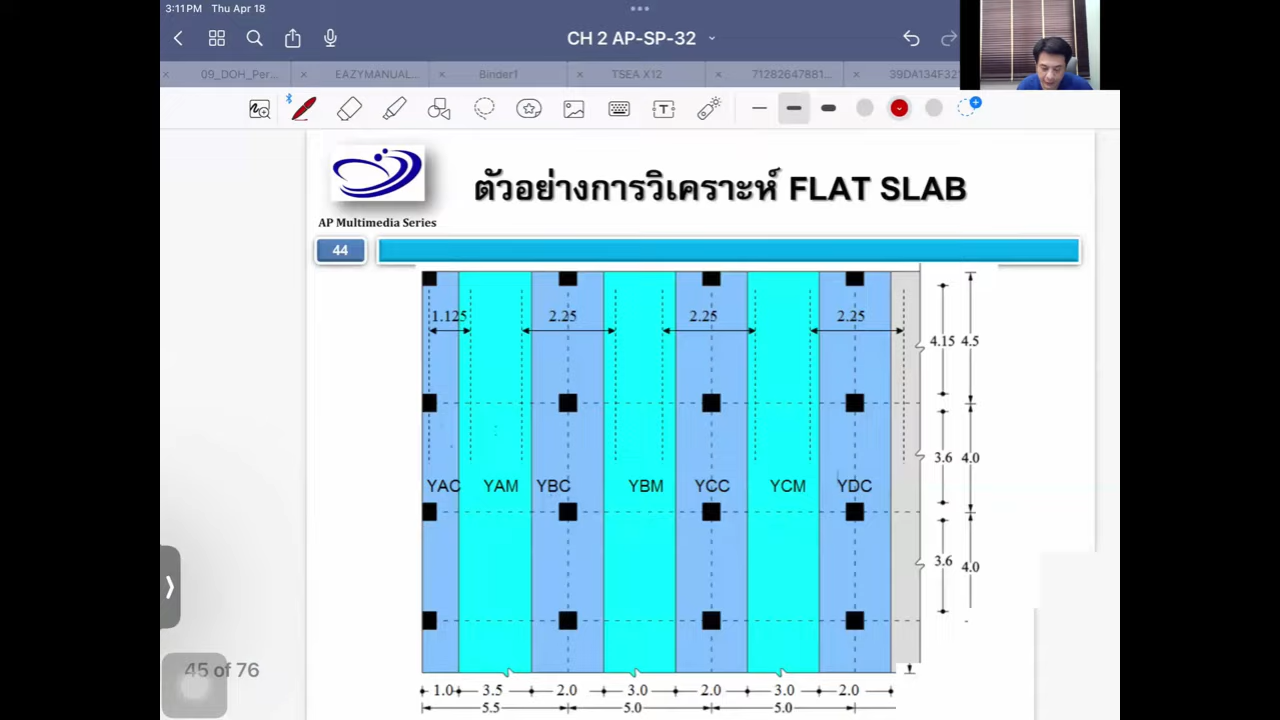 3:11PM Thu Apr 18
CH 2 AP-SP-32
09_DOH_Per... EAZYMANUAL... Binder1 TSEA X12 71282647881...
T
ตัวอย่างการวิเคราะห์ FLAT SLAB
AP Multimedia Series
44
1.125 2.25 2.25 2.25
4.15 4.5
3.6 4.0
YAC YAM YBC YBM YCC YCM YDC
3.6 4.0
45 of 76
1.0 3.5 2.0 3.0 2.0 3.0 2.0
5.5 5.0 5.0